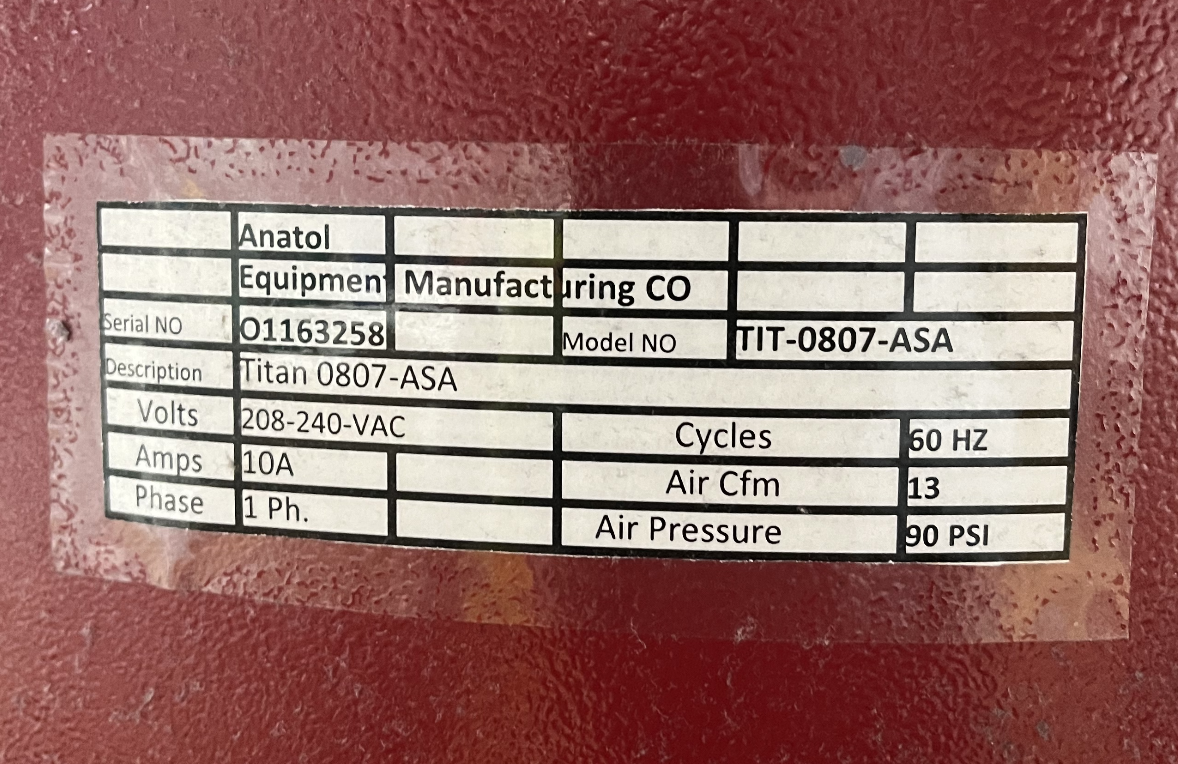 Anatol
Equipment Manufacturing CO
Serial NO O1163258 Model NO TIT-0807-ASA
Description Titan 0807-ASA
Volts 208-240-VAC Cycles 60 HZ
Amps 10A Air Cfm 13
Phase 1 Ph. Air Pressure 90 PSI